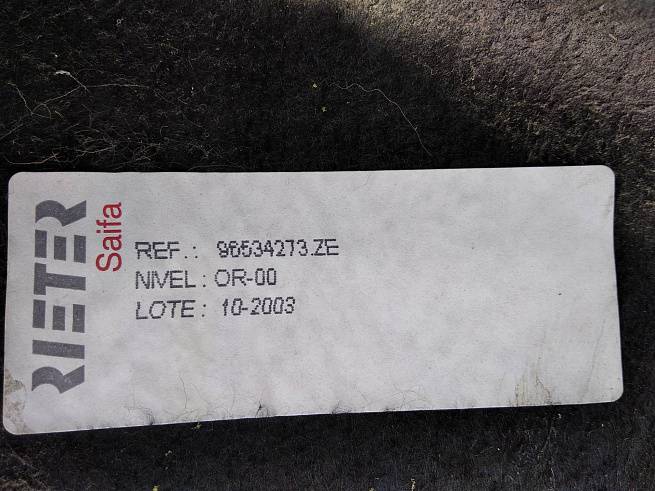 RIETER
Saifa
REF.: 96534273.ZE
NIVEL: OR-00
LOTE: 10-2003